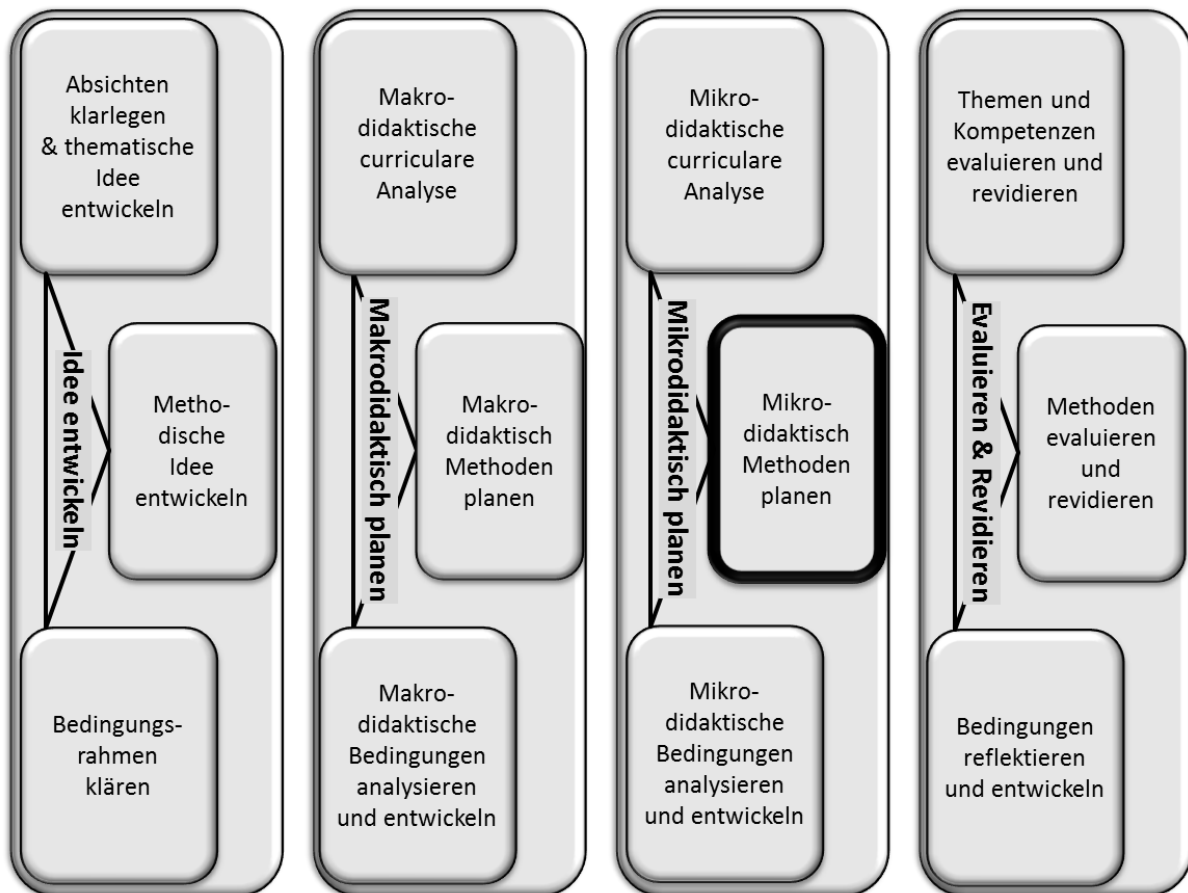 Absichten
klarlegen
& thematische
Idee
entwickeln
Idee entwickeln
Metho-
dische
Idee
entwickeln
Bedingungs-
rahmen
klären
Makro-
didaktische
curriculare
Analyse
Makrodidaktisch planen
Makro-
didaktisch
Methoden
planen
Makro-
didaktische
Bedingungen
analysieren
und entwickeln
Mikro-
didaktische
curriculare
Analyse
Mikrodidaktisch planen
Mikro-
didaktisch
Methoden
planen
Mikro-
didaktische
Bedingungen
analysieren
und entwickeln
Themen und
Kompetenzen
evaluieren und
revidieren
Evaluieren & Revidieren
Methoden
evaluieren
und
revidieren
Bedingungen
reflektieren
und entwickeln